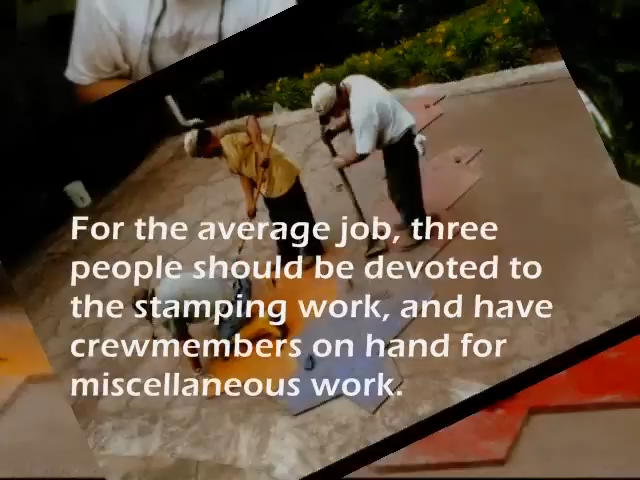 For the average job, three
people should be devoted to
the stamping work, and have
crewmembers on hand for
miscellaneous work.